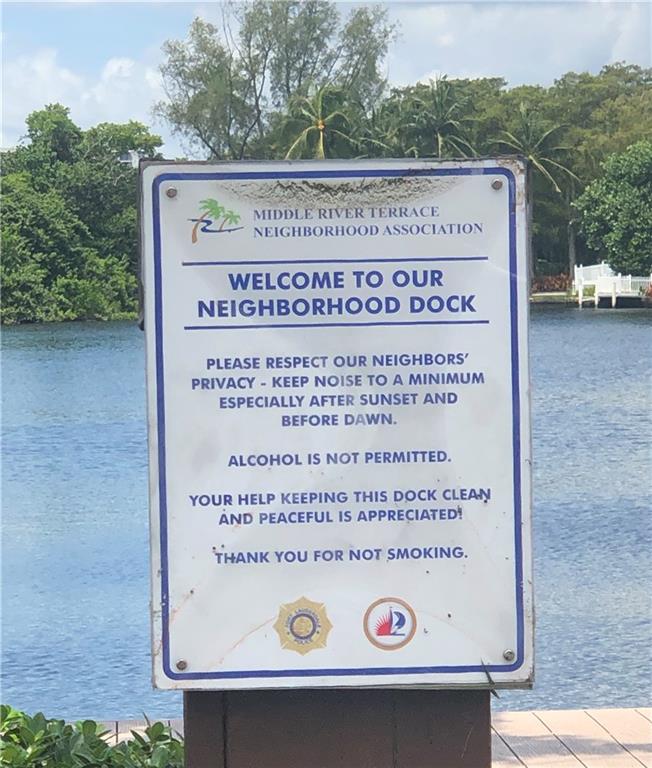 MIDDLE RIVER TERRACE
NEIGHBORHOOD ASSOCIATION
WELCOME TO OUR
NEIGHBORHOOD DOCK
PLEASE RESPECT OUR NEIGHBORS'
PRIVACY - KEEP NOISE TO A MINIMUM
ESPECIALLY AFTER SUNSET AND
BEFORE DAWN.
ALCOHOL IS NOT PERMITTED.
YOUR HELP KEEPING THIS DOCK CLEAN
AND PEACEFUL IS APPRECIATED!
THANK YOU FOR NOT SMOKING.